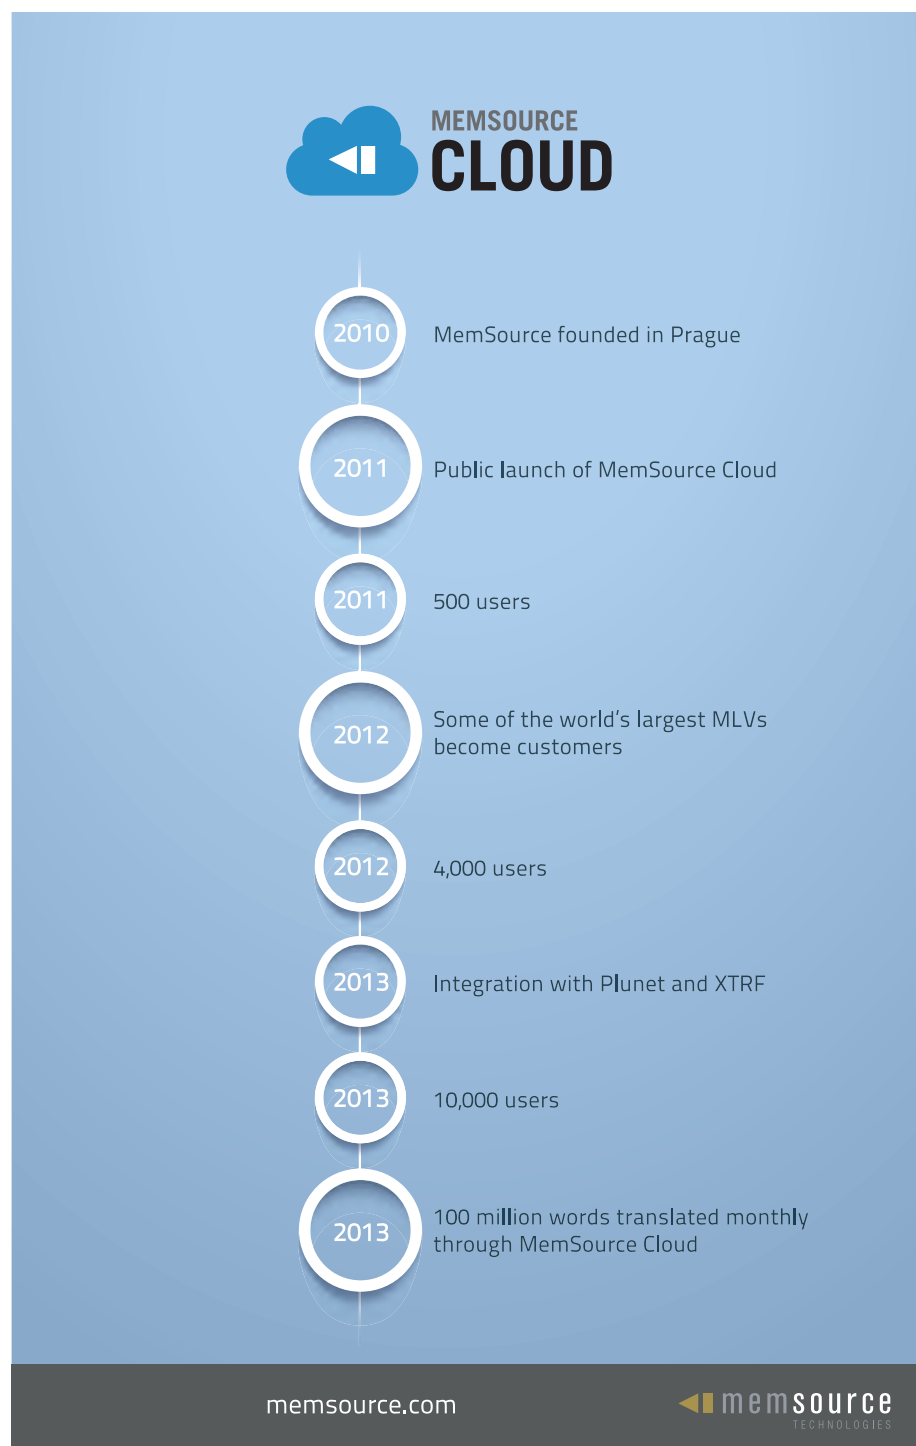 MEMSOURCE
CLOUD
2010
MemSource founded in Prague
2011
Public launch of MemSource Cloud
2011
500 users
2012
Some of the world's largest MLVs
become customers
2012
4,000 users
2013
Integration with Plunet and XTRF
2013
10,000 users
2013
100 million words translated monthly
through MemSource Cloud
memsource.com
memsource
TECHNOLOGIES